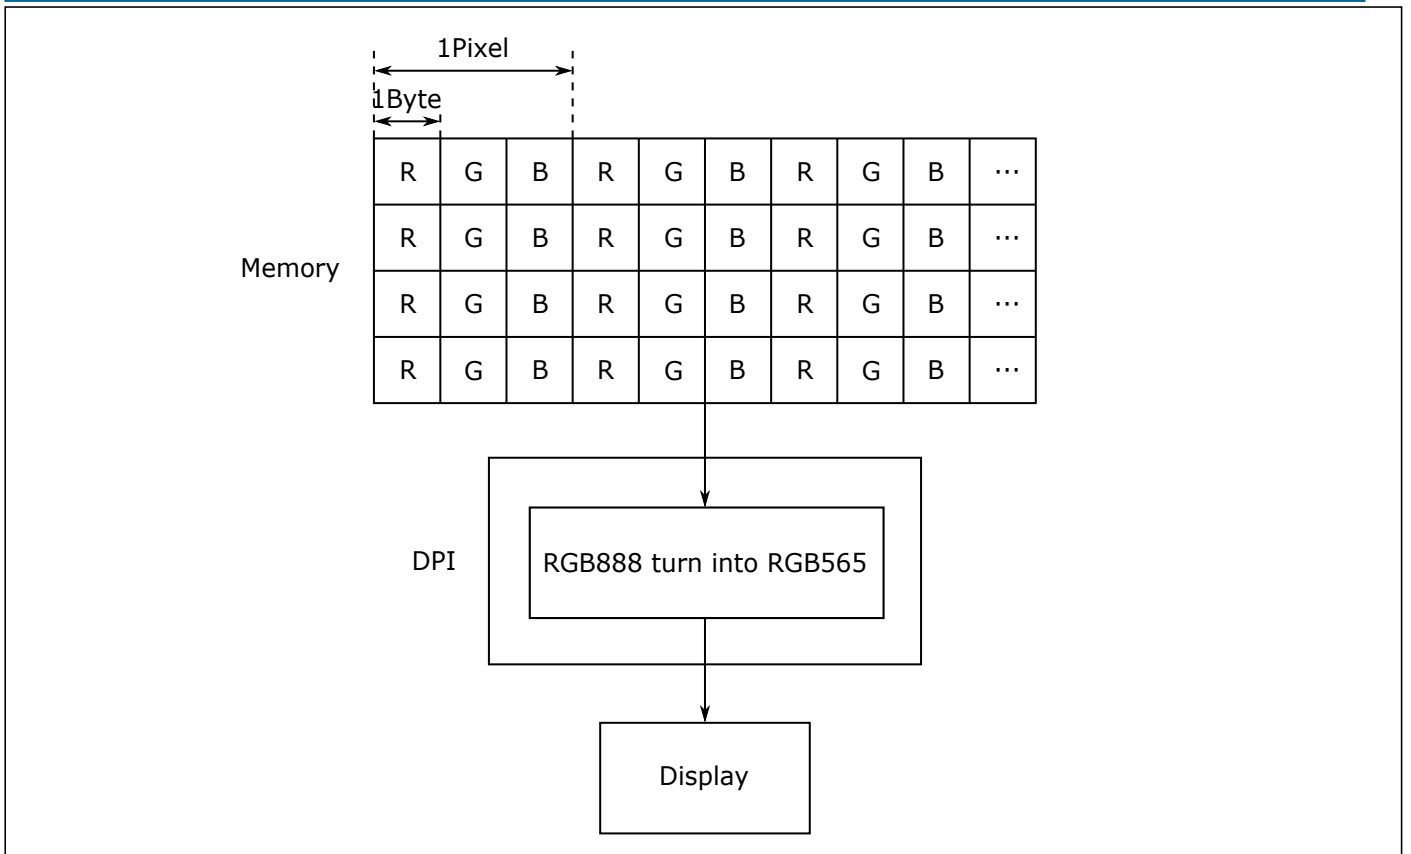 1Pixel
1Byte
R G B R G B R G B ⋯
R G B R G B R G B ⋯
Memory
R G B R G B R G B ⋯
R G B R G B R G B ⋯
DPI
RGB888 turn into RGB565
Display